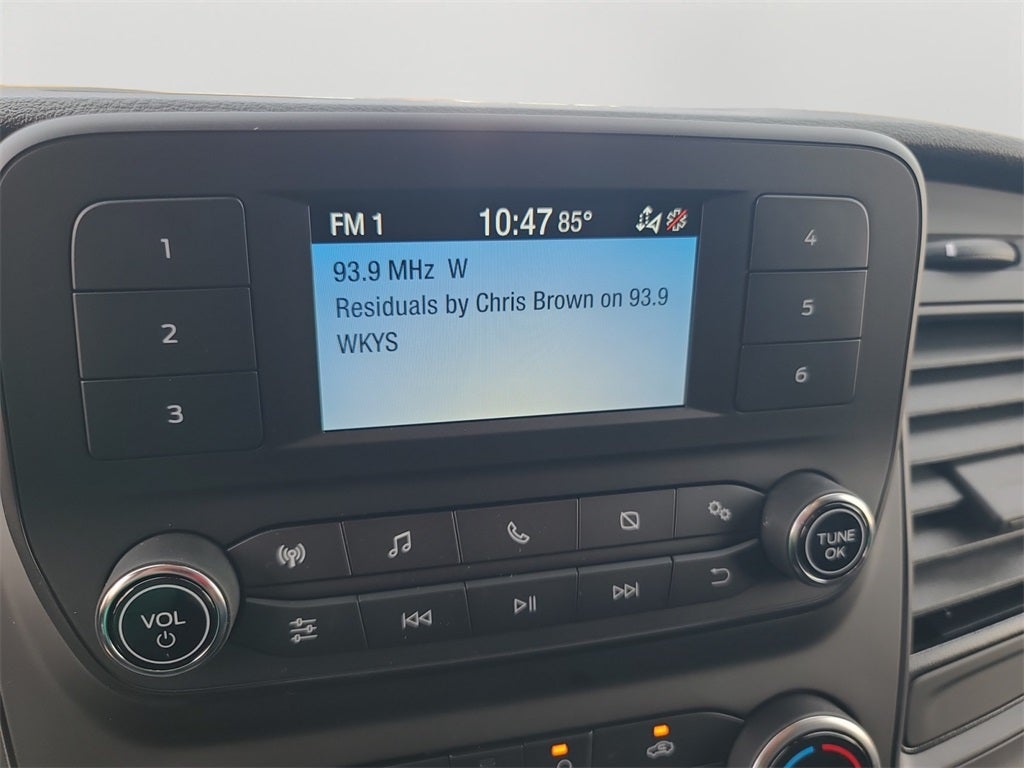 FM 1 10:47 85°
93.9 MHz W
Residuals by Chris Brown on 93.9
WKYS
1
2
3
4
5
6
VOL
TUNE
OK